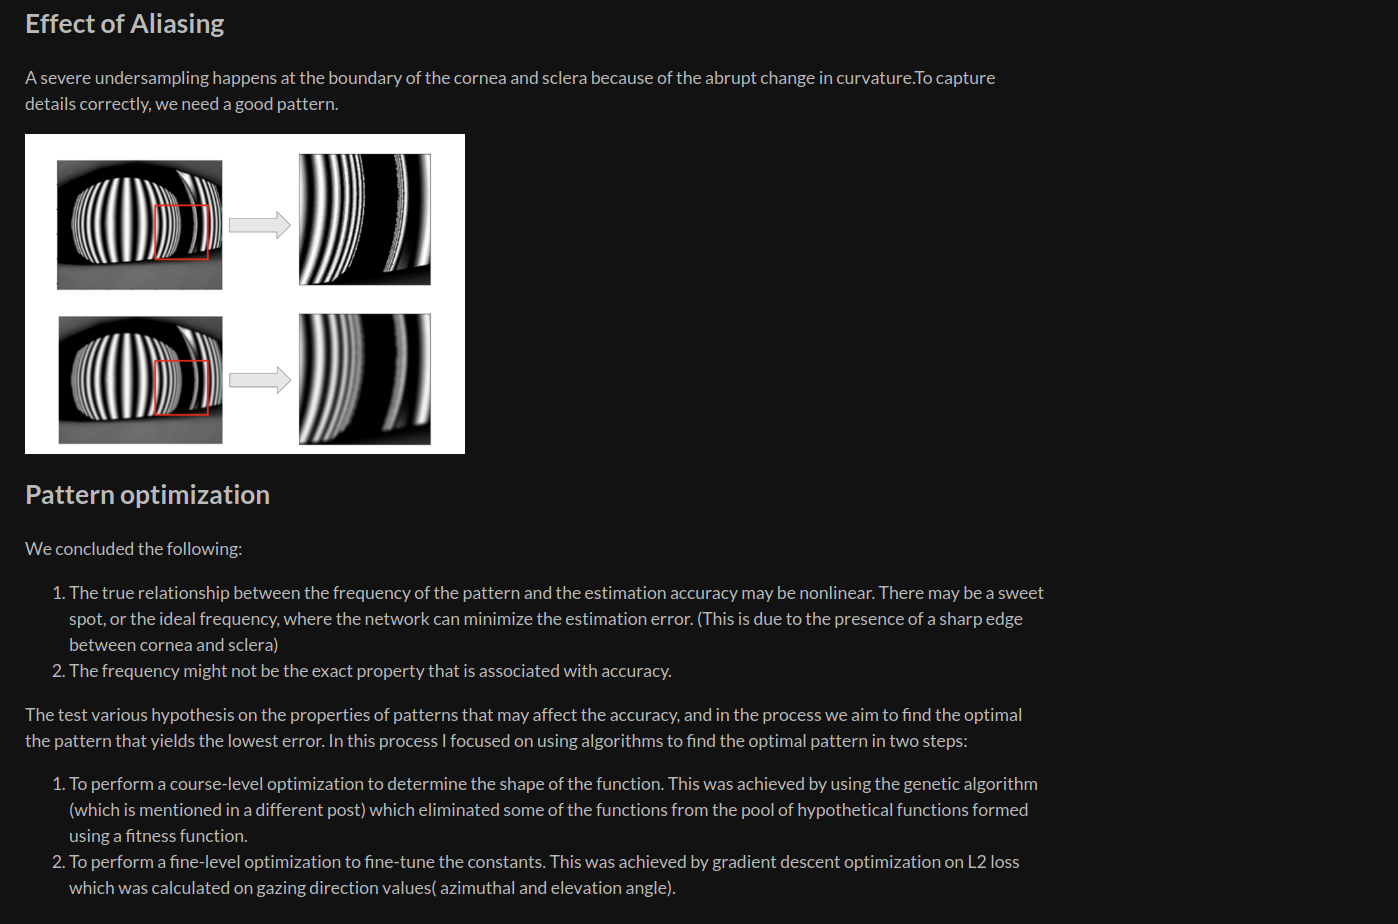 Effect of Aliasing
A severe undersampling happens at the boundary of the cornea and sclera because of the abrupt change in curvature.To capture
details correctly, we need a good pattern.
Pattern optimization
We concluded the following:
1. The true relationship between the frequency of the pattern and the estimation accuracy may be nonlinear. There may be a sweet
spot, or the ideal frequency, where the network can minimize the estimation error. (This is due to the presence of a sharp edge
between cornea and sclera)
2. The frequency might not be the exact property that is associated with accuracy.
The test various hypothesis on the properties of patterns that may affect the accuracy, and in the process we aim to find the optimal
the pattern that yields the lowest error. In this process I focused on using algorithms to find the optimal pattern in two steps:
1. To perform a course-level optimization to determine the shape of the function. This was achieved by using the genetic algorithm
(which is mentioned in a different post) which eliminated some of the functions from the pool of hypothetical functions formed
using a fitness function.
2. To perform a fine-level optimization to fine-tune the constants. This was achieved by gradient descent optimization on L2 loss
which was calculated on gazing direction values( azimuthal and elevation angle).